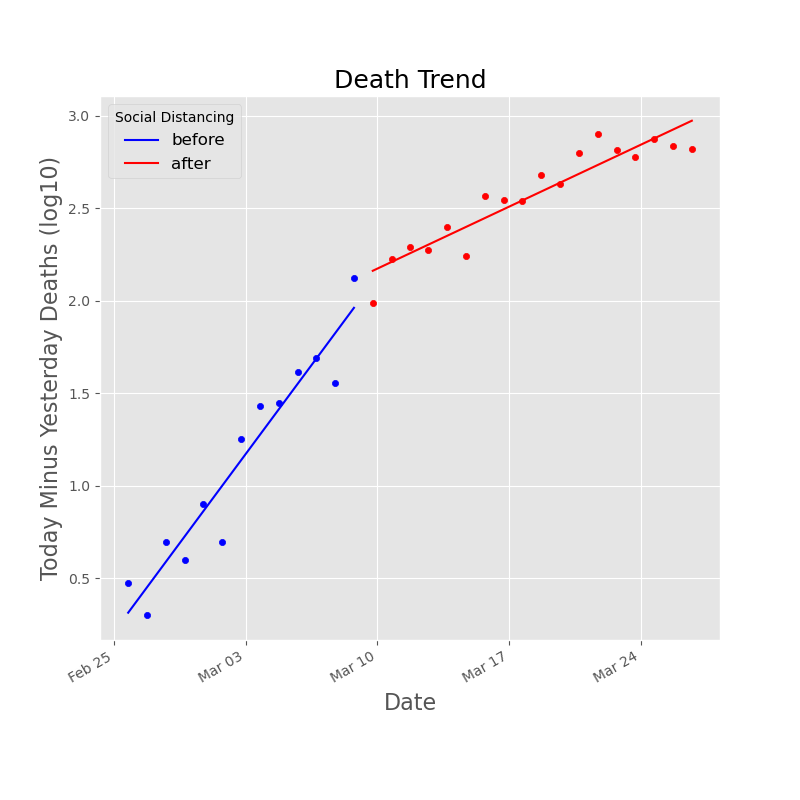 Death Trend
Social Distancing
before
after
Today Minus Yesterday Deaths (log10)
3.0
2.5
2.0
1.5
1.0
0.5
Feb 25
Mar 03
Mar 10
Mar 17
Mar 24
Date